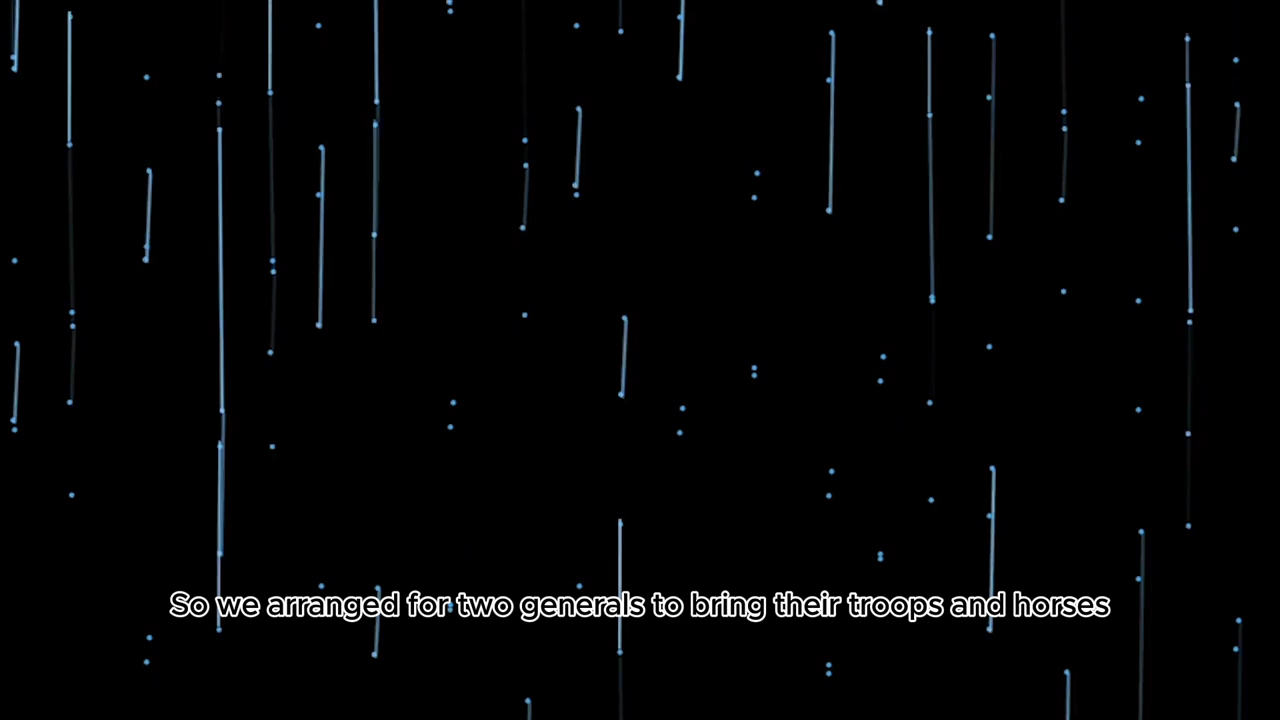 So we arranged for two generals to bring their troops and horses